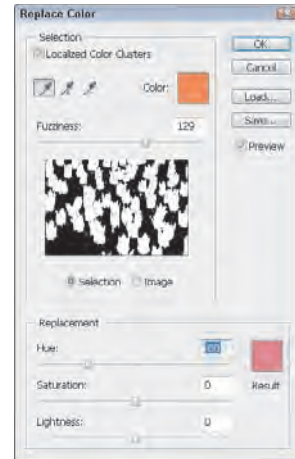 Replace Color
Selection
Localized Color Clusters
Color:
Fuzziness: 129
Selection Image
OK
Cancel
Load...
Save...
Preview
Replacement
Hue:
Saturation: 0
Lightness: 0
Result